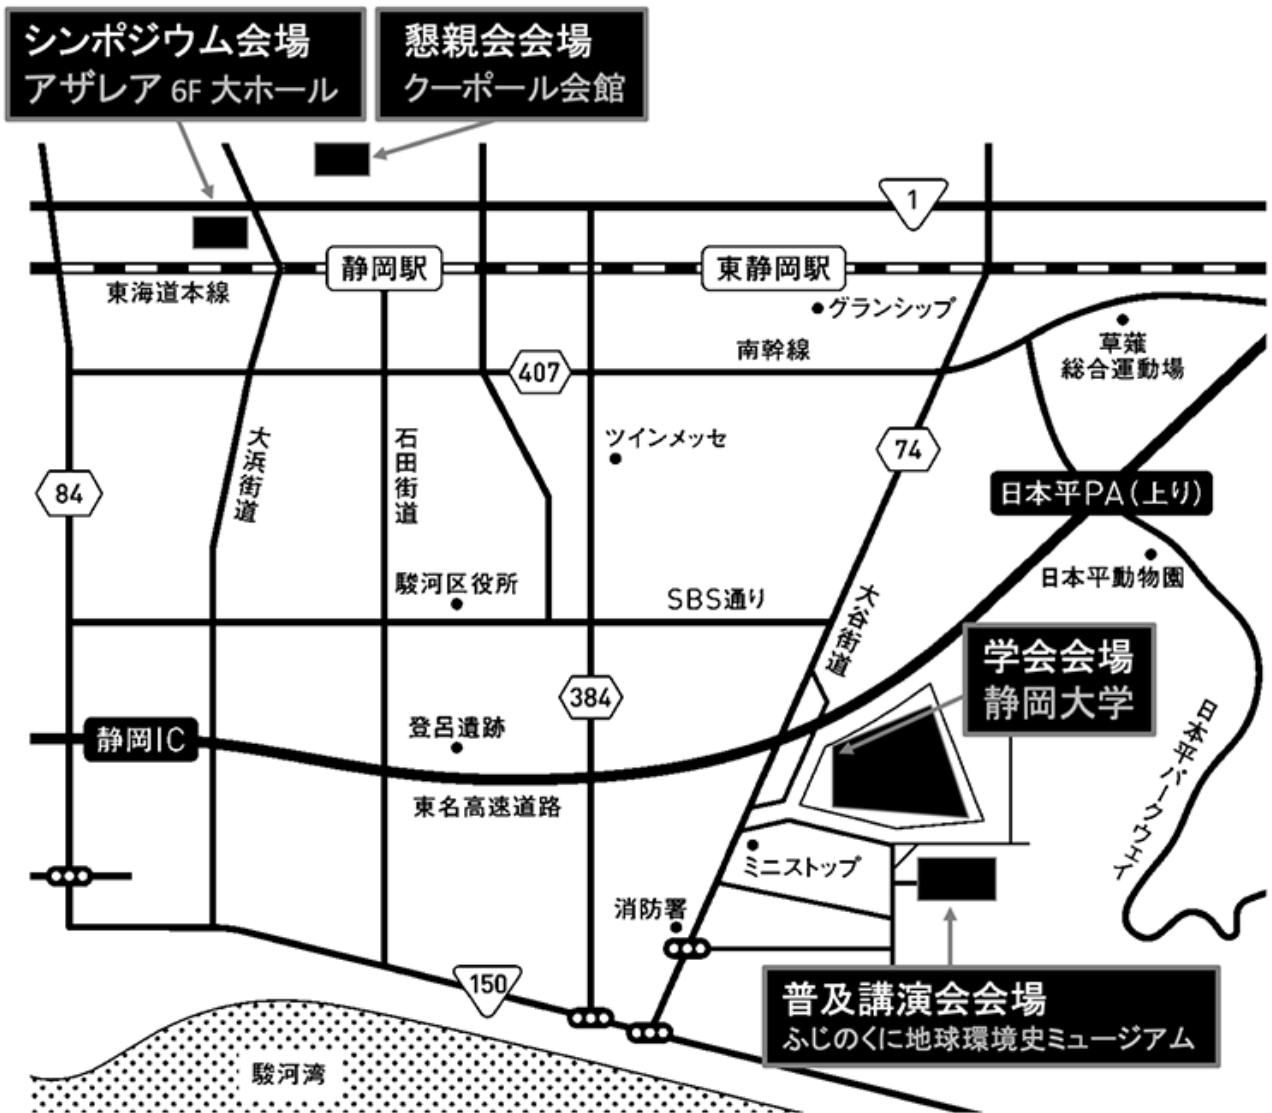 シンポジウム会場
アザレア 6F 大ホール
懇親会会場
クーポール会館
1
静岡駅
東静岡駅
東海道本線
グランシップ
南幹線
草薙
総合運動場
407
大浜街道
石田街道
ツインメッセ
74
84
日本平PA(上り)
駿河区役所
SBS通り
日本平動物園
大谷街道
学会会場
静岡大学
384
静岡IC
登呂遺跡
日本平パークウェイ
東名高速道路
ミニストップ
消防署
150
普及講演会会場
ふじのくに地球環境史ミュージアム
駿河湾